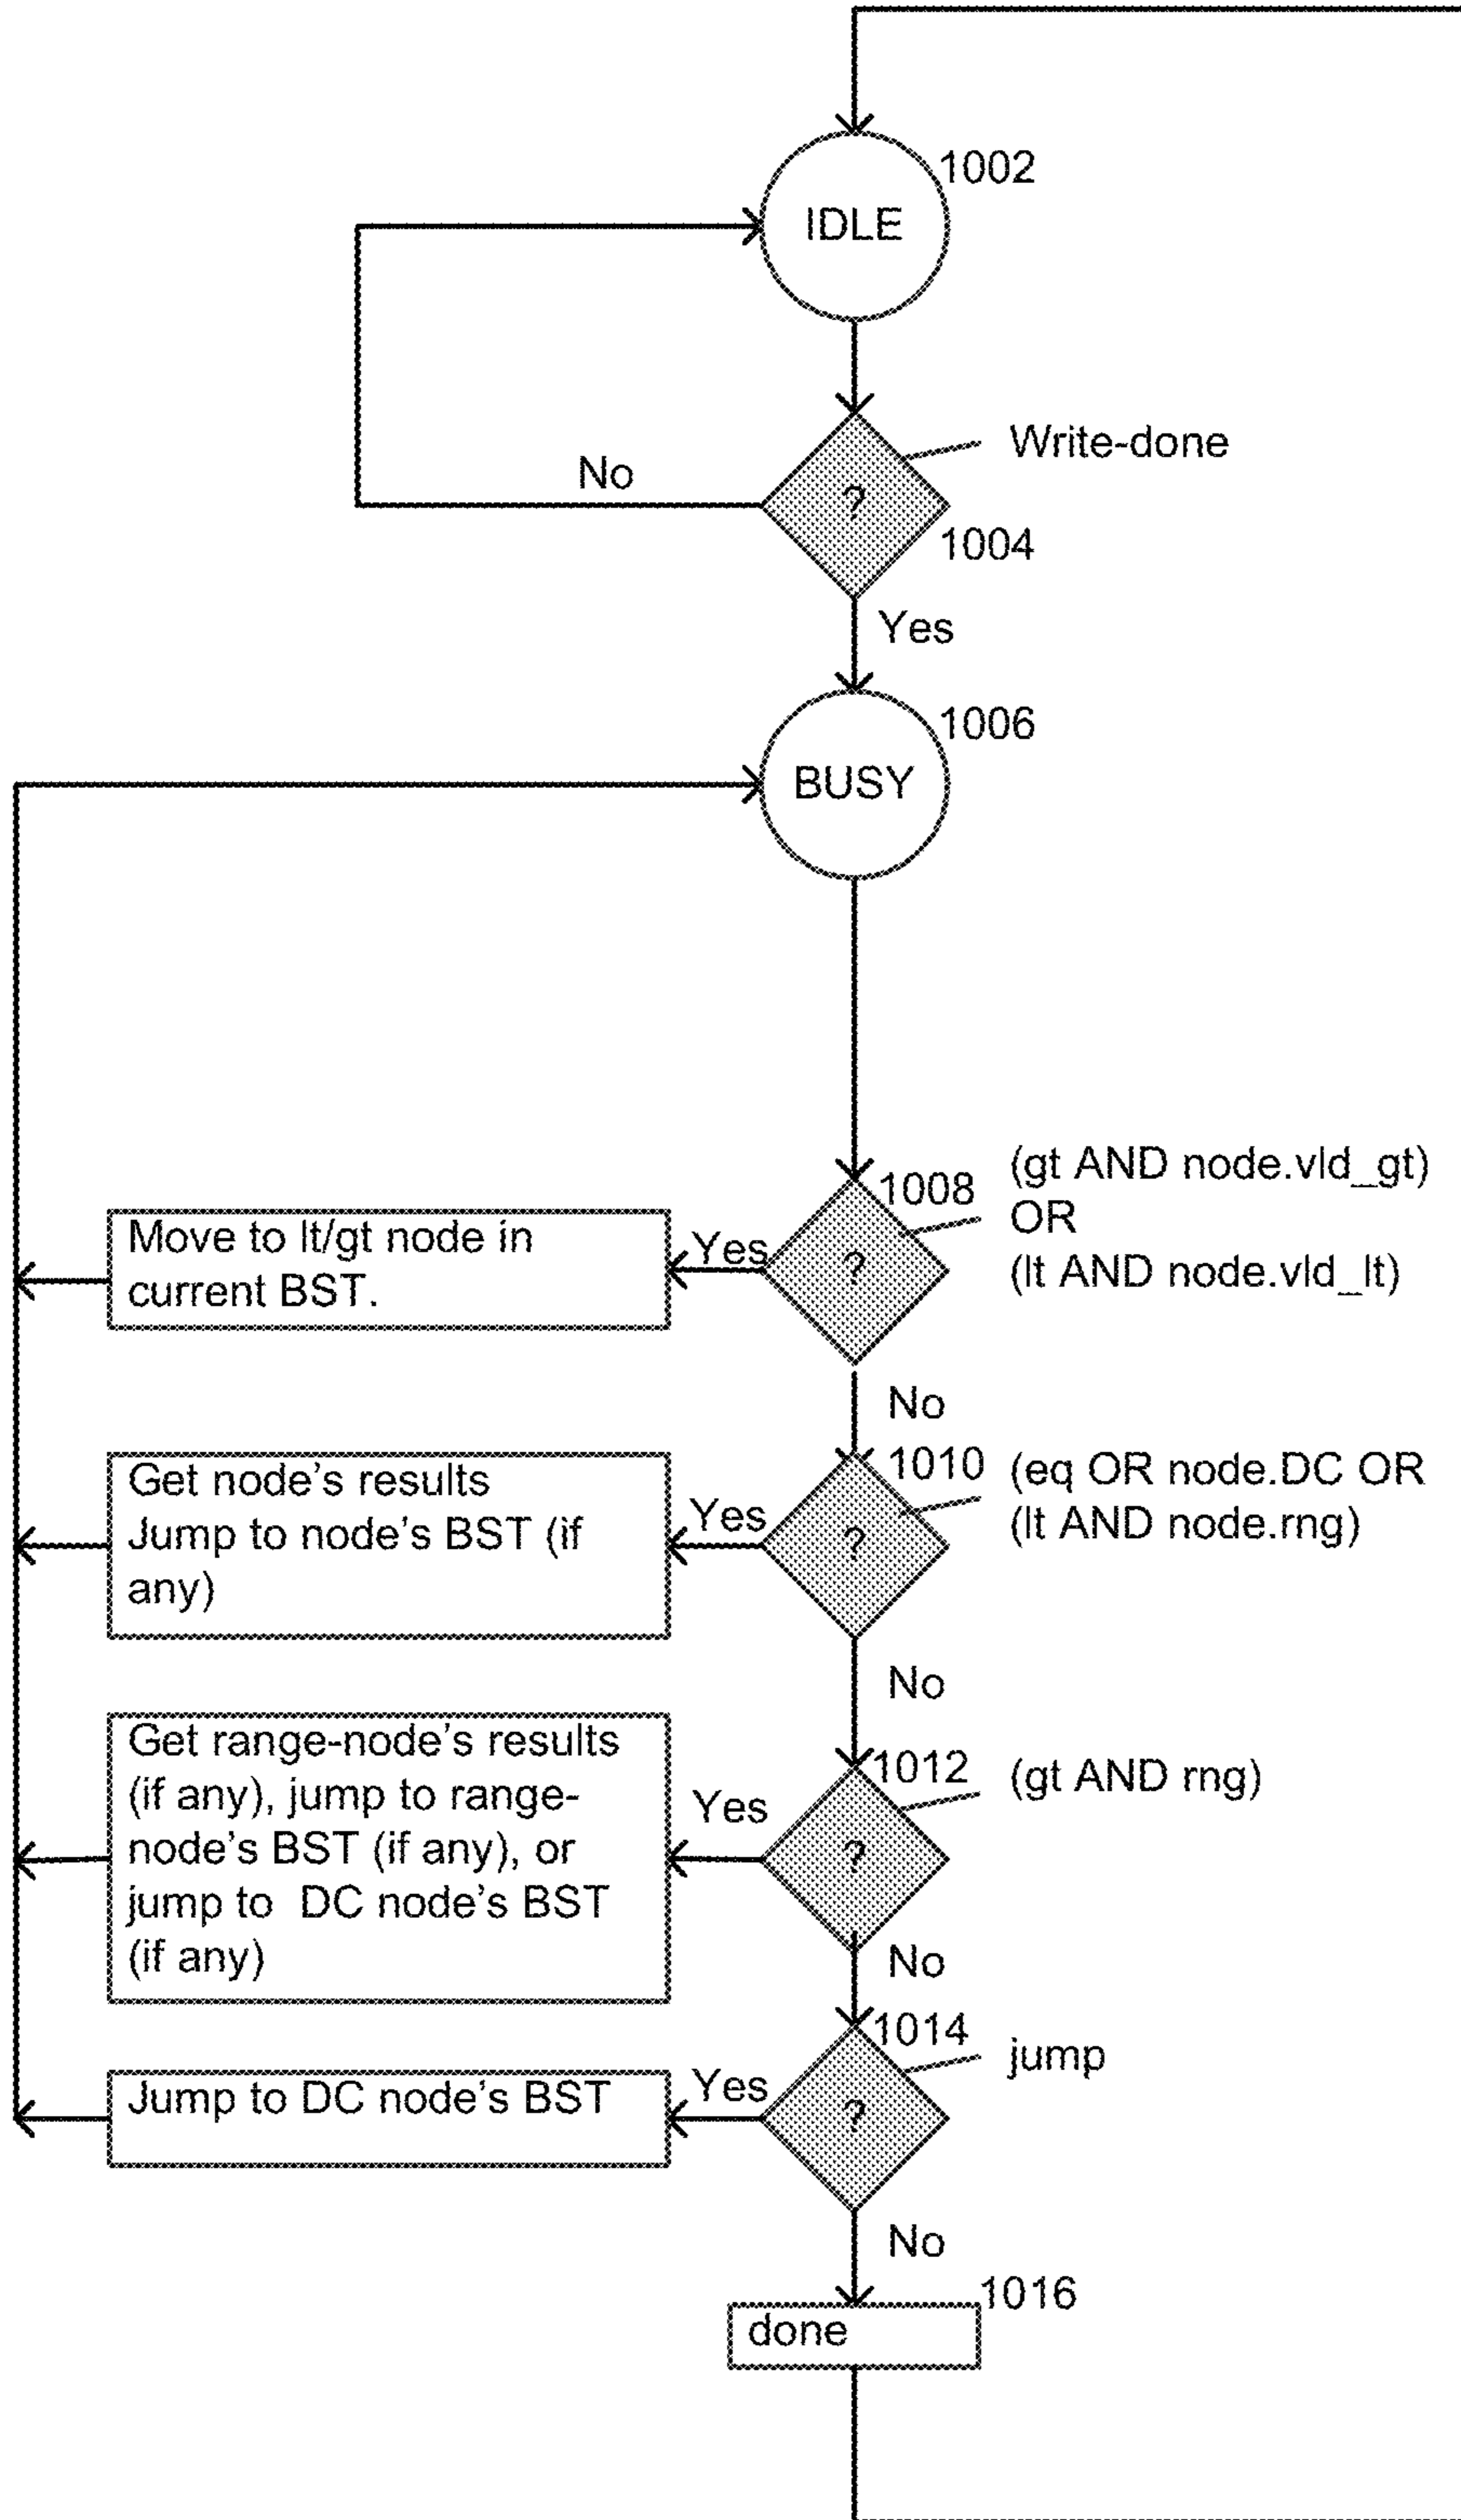 1002
IDLE
Write-done
No
?
1004
Yes
1006
BUSY
(gt AND node.vld_gt)
1008
OR
Move to lt/gt node in
Yes
?
(lt AND node.vld_lt)
current BST.
No
1010
(eq OR node.DC OR
Get node's results
Yes
(lt AND node.rng)
Jump to node's BST (if
?
any)
No
Get range-node's results
1012
(gt AND rng)
(if any), jump to range-
Yes
node's BST (if any), or
?
jump to DC node's BST
(if any)
No
1014
jump
Jump to DC node's BST
Yes
?
No
1016
done